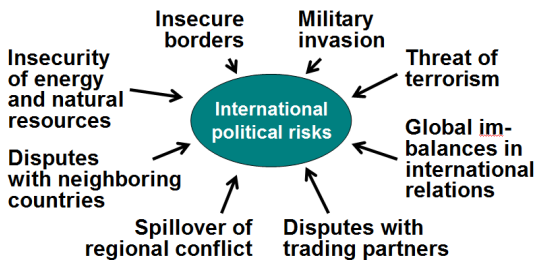 Insecure
borders
Military
invasion
Threat of
terrorism
Global im-
balances in
international
relations
Disputes with
trading partners
Spillover of
regional conflict
Disputes
with neighboring
countries
Insecurity
of energy
and natural
resources
International
political risks